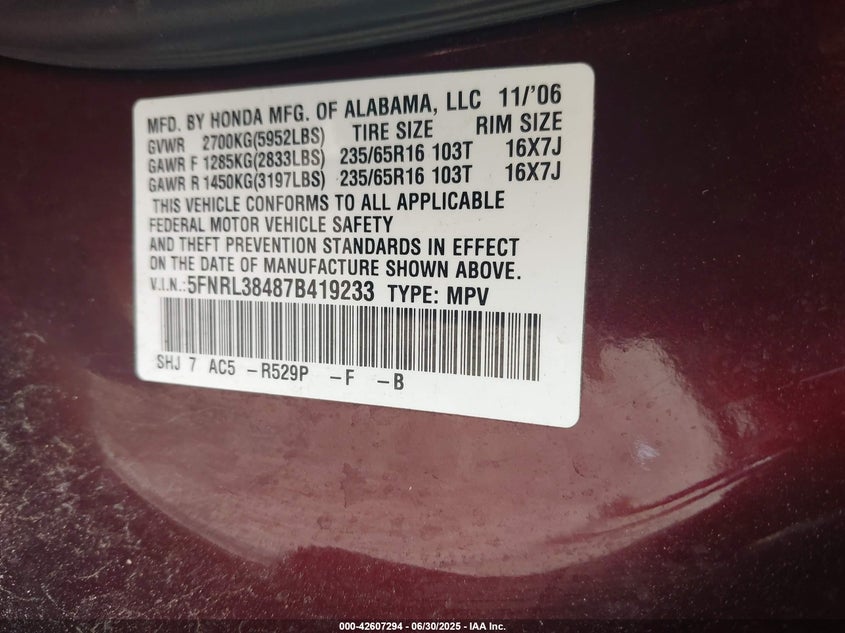 MFD. BY HONDA MFG. OF ALABAMA, LLC 11/'06
GVWR 2700KG(5952LBS) TIRE SIZE RIM SIZE
GAWR F 1285KG(2833LBS) 235/65R16 103T 16X7J
GAWR R 1450KG(3197LBS) 235/65R16 103T 16X7J
THIS VEHICLE CONFORMS TO ALL APPLICABLE
FEDERAL MOTOR VEHICLE SAFETY
AND THEFT PREVENTION STANDARDS IN EFFECT
ON THE DATE OF MANUFACTURE SHOWN ABOVE.
V.I.N.:5FNRL38487B419233 TYPE: MPV
SHJ 7 AC5 -R529P -F -B
000-42607294 - 06/30/2025 - IAA Inc.